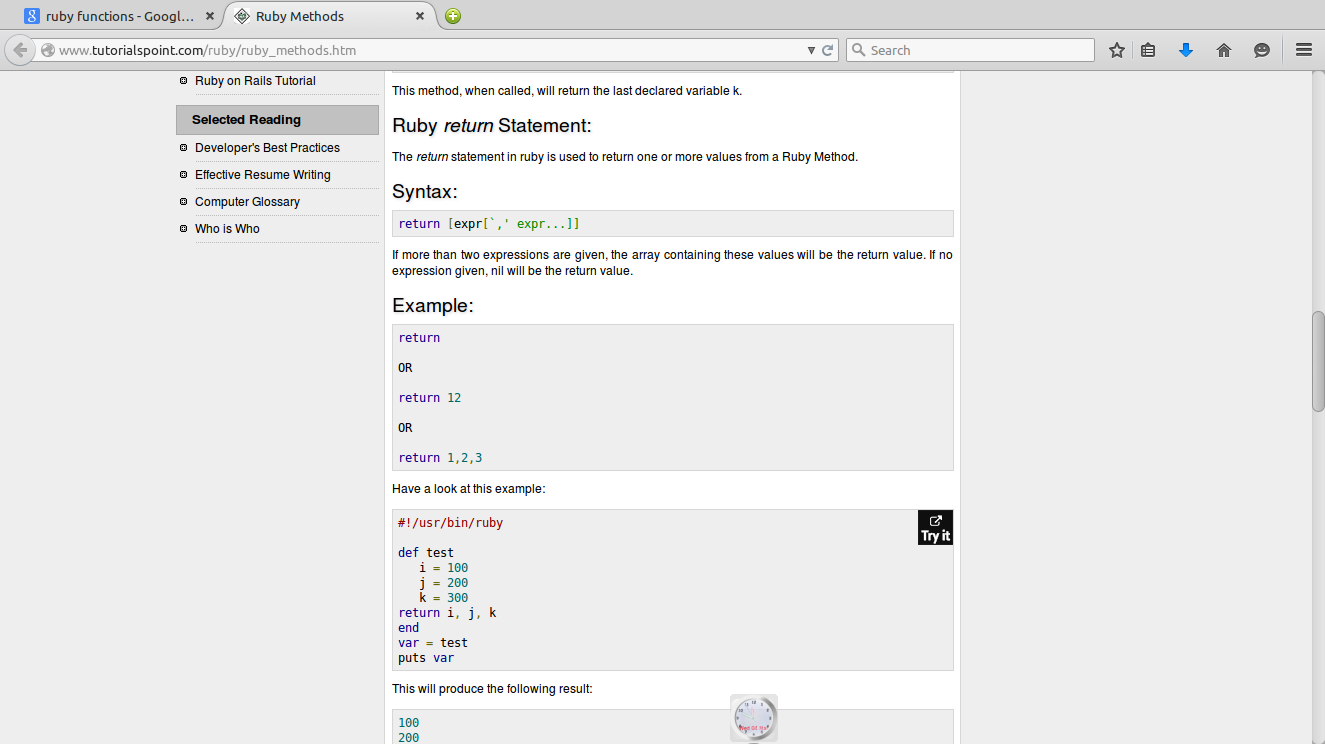 ruby functions - Googl...
Ruby Methods
www.tutorialspoint.com/ruby/ruby_methods.htm
Search
Ruby on Rails Tutorial
Selected Reading
Developer's Best Practices
Effective Resume Writing
Computer Glossary
Who is Who
This method, when called, will return the last declared variable k.
Ruby return Statement:
The return statement in ruby is used to return one or more values from a Ruby Method.
Syntax:
return [expr[`,' expr...]]
If more than two expressions are given, the array containing these values will be the return value. If no
expression given, nil will be the return value.
Example:
return
OR
return 12
OR
return 1,2,3
Have a look at this example:
Try it
#!/usr/bin/ruby
def test
i = 100
j = 200
k = 300
return i, j, k
end
var = test
puts var
This will produce the following result:
100
200